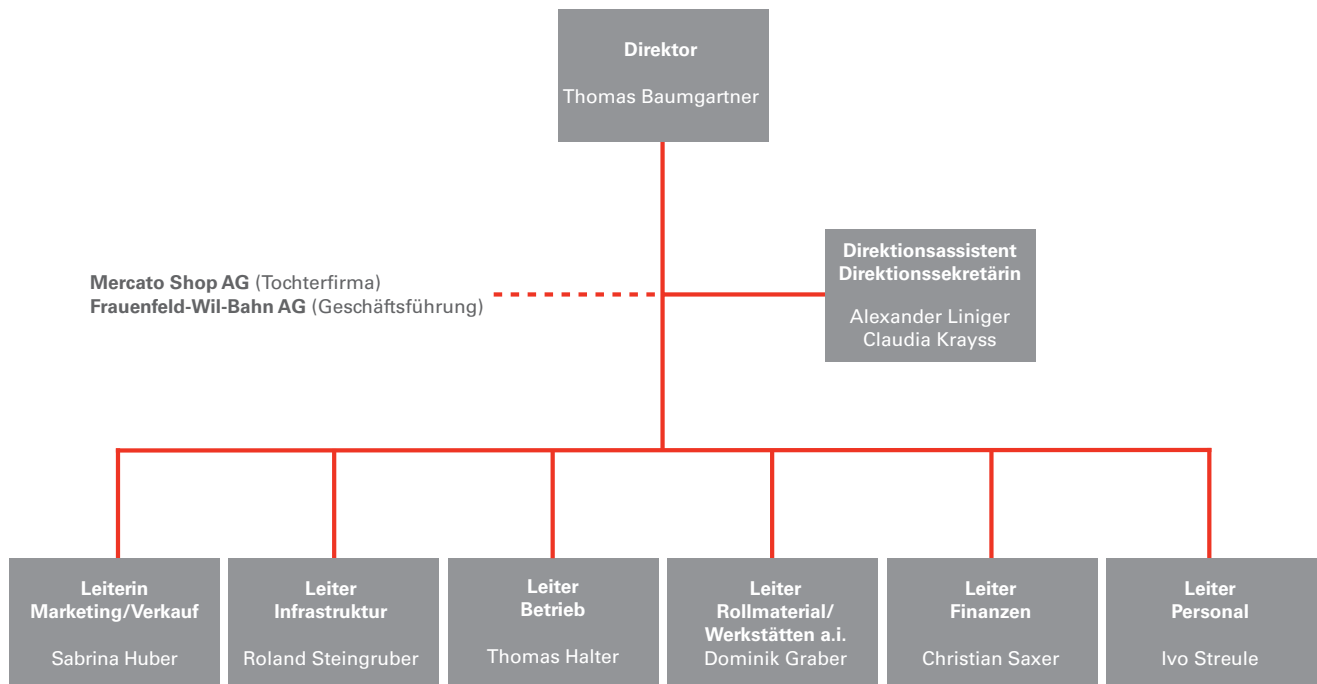 Direktor
Thomas Baumgartner
Mercato Shop AG (Tochterfirma)
Frauenfeld-Wil-Bahn AG (Geschäftsführung)
Direktionsassistent
Direktionssekretärin
Alexander Liniger
Claudia Krayss
Leiterin
Marketing/Verkauf
Sabrina Huber
Leiter
Infrastruktur
Roland Steingruber
Leiter
Betrieb
Thomas Halter
Leiter
Rollmaterial/
Werkstätten a.i.
Dominik Graber
Leiter
Finanzen
Christian Saxer
Leiter
Personal
Ivo Streule